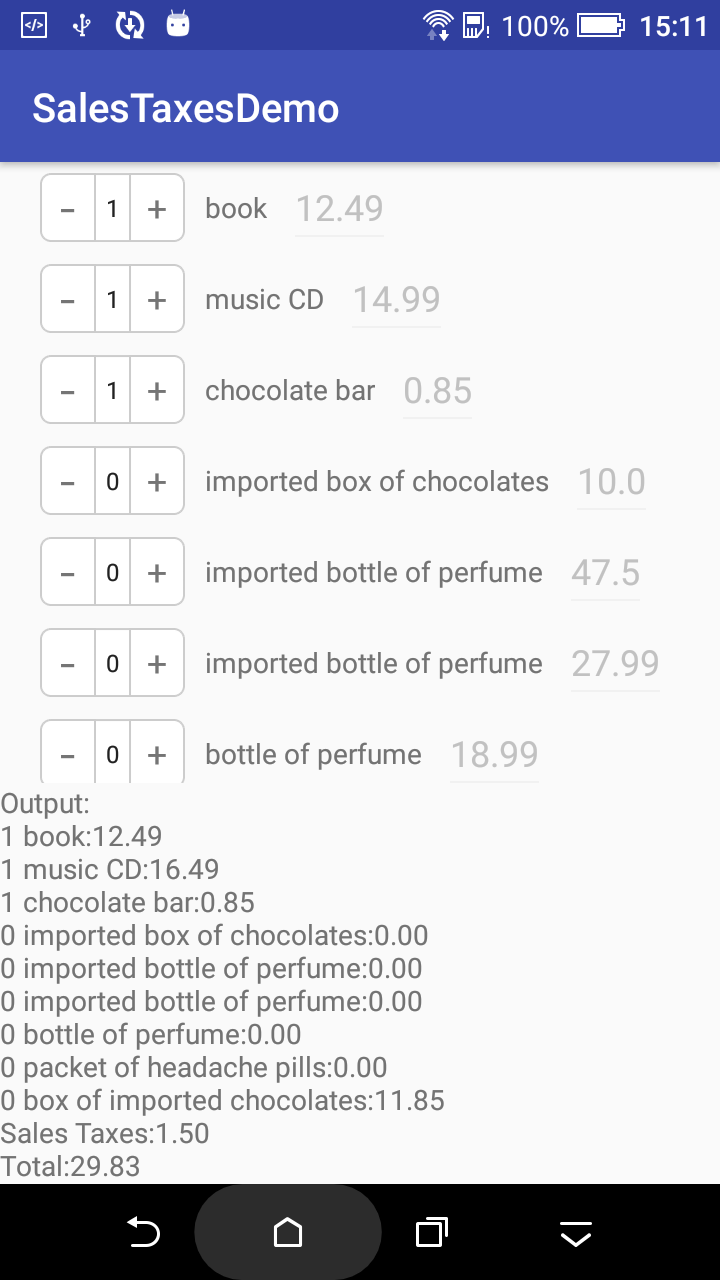 100% 15:11
SalesTaxesDemo
- 1 + book 12.49
- 1 + music CD 14.99
- 1 + chocolate bar 0.85
- 0 + imported box of chocolates 10.0
- 0 + imported bottle of perfume 47.5
- 0 + imported bottle of perfume 27.99
- 0 + bottle of perfume 18.99
Output:
1 book:12.49
1 music CD:16.49
1 chocolate bar:0.85
0 imported box of chocolates:0.00
0 imported bottle of perfume:0.00
0 imported bottle of perfume:0.00
0 bottle of perfume:0.00
0 packet of headache pills:0.00
0 box of imported chocolates:11.85
Sales Taxes:1.50
Total:29.83